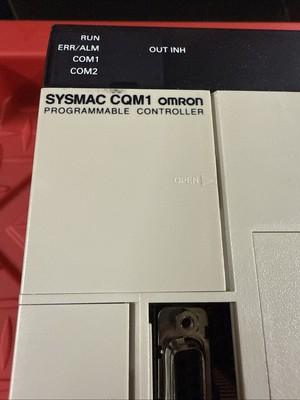 RUN
ERR/ALM OUT INH
COM1
COM2
SYSMAC CQM1 omron
PROGRAMMABLE CONTROLLER
OPEN